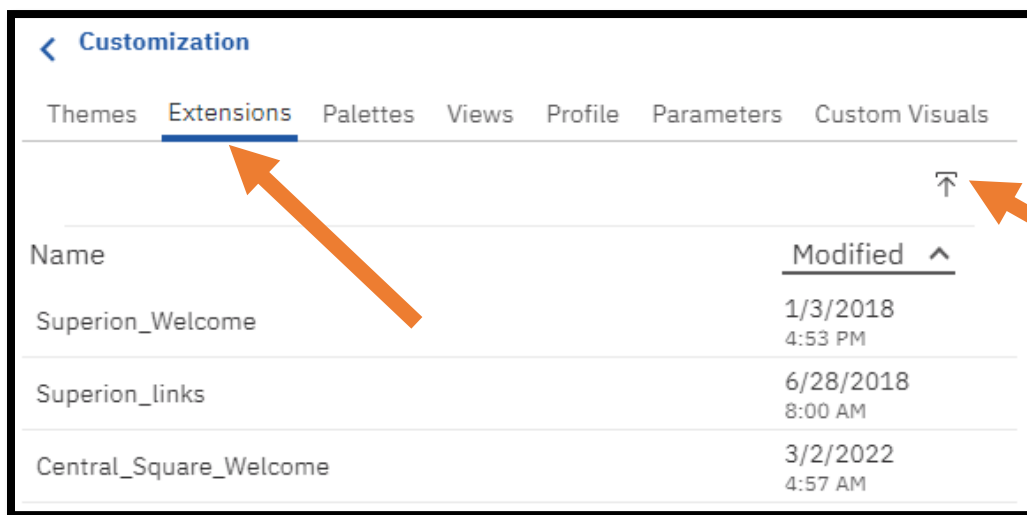 Customization
Themes Extensions Palettes Views Profile Parameters Custom Visuals
Name Modified
Superion_Welcome 1/3/2018
4:53 PM
Superion_links 6/28/2018
8:00 AM
Central_Square_Welcome 3/2/2022
4:57 AM